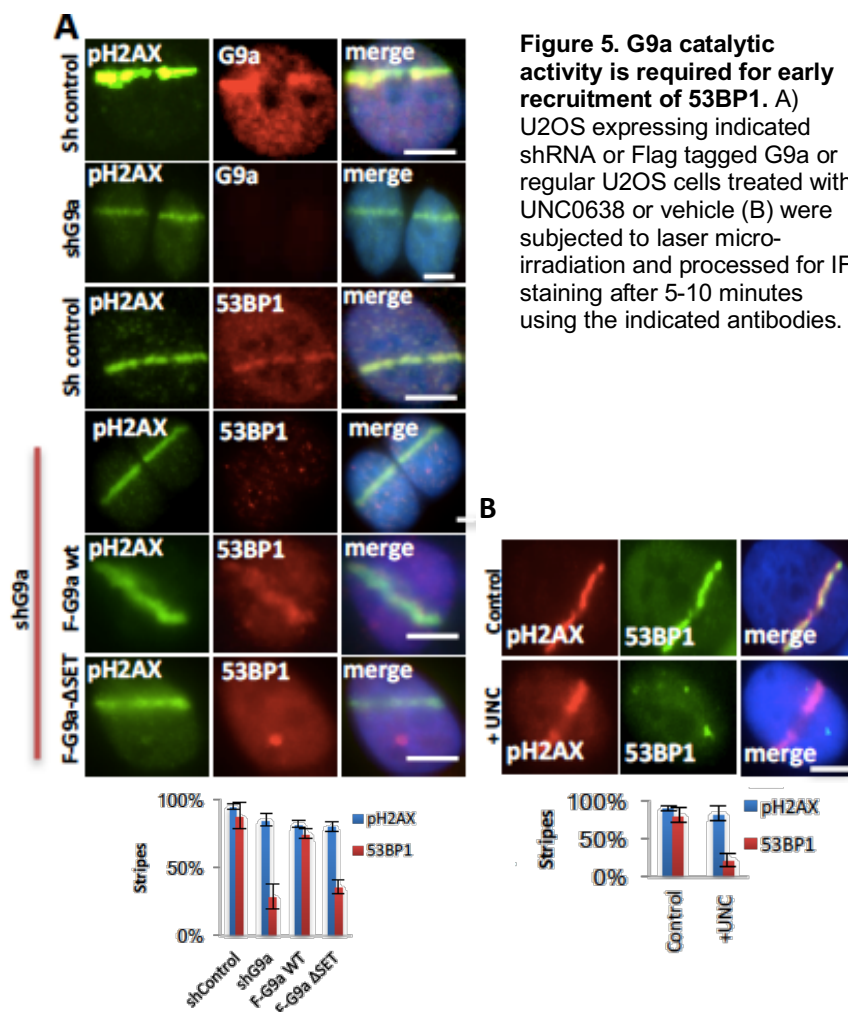 A
Sh control
pH2AX G9a merge
shG9a
pH2AX G9a merge
Sh control
pH2AX 53BP1 merge
shG9a
pH2AX 53BP1 merge
F-G9a wt
pH2AX 53BP1 merge
F-G9a-ΔSET
pH2AX 53BP1 merge
100%
50%
0%
Stripes
pH2AX
53BP1
shControl
shG9a
F-G9a WT
F-G9a ΔSET
Figure 5. G9a catalytic
activity is required for early
recruitment of 53BP1. A)
U2OS expressing indicated
shRNA or Flag tagged G9a or
regular U2OS cells treated with
UNC0638 or vehicle (B) were
subjected to laser micro-
irradiation and processed for IF
staining after 5-10 minutes
using the indicated antibodies.
B
Control
pH2AX 53BP1 merge
+ UNC
pH2AX 53BP1 merge
100%
50%
0%
Stripes
pH2AX
53BP1
Control
+UNC